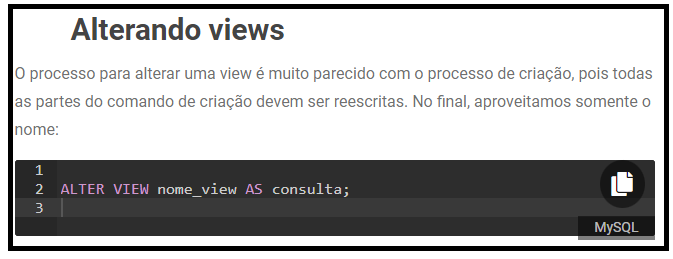 Alterando views
O processo para alterar uma view é muito parecido com o processo de criação, pois todas
as partes do comando de criação devem ser reescritas. No final, aproveitamos somente o
nome:
1
2 ALTER VIEW nome_view AS consulta;
3
MySQL